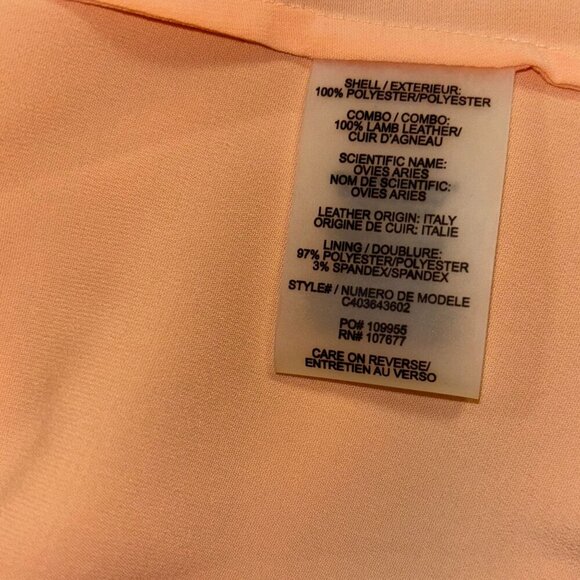 SHELL / EXTERIEUR:
100% POLYESTER/POLYESTER
COMBO / COMBO:
100% LAMB LEATHER/
CUIR D'AGNEAU
SCIENTIFIC NAME:
OVIES ARIES
NOM DE SCIENTIFIC:
OVIES ARIES
LEATHER ORIGIN: ITALY
ORIGINE DE CUIR: ITALIE
LINING / DOUBLURE:
97% POLYESTER/POLYESTER
3% SPANDEX/SPANDEX
STYLE# / NUMERO DE MODELE
C403643602
PO# 109955
RN# 107677
CARE ON REVERSE/
ENTRETIEN AU VERSO